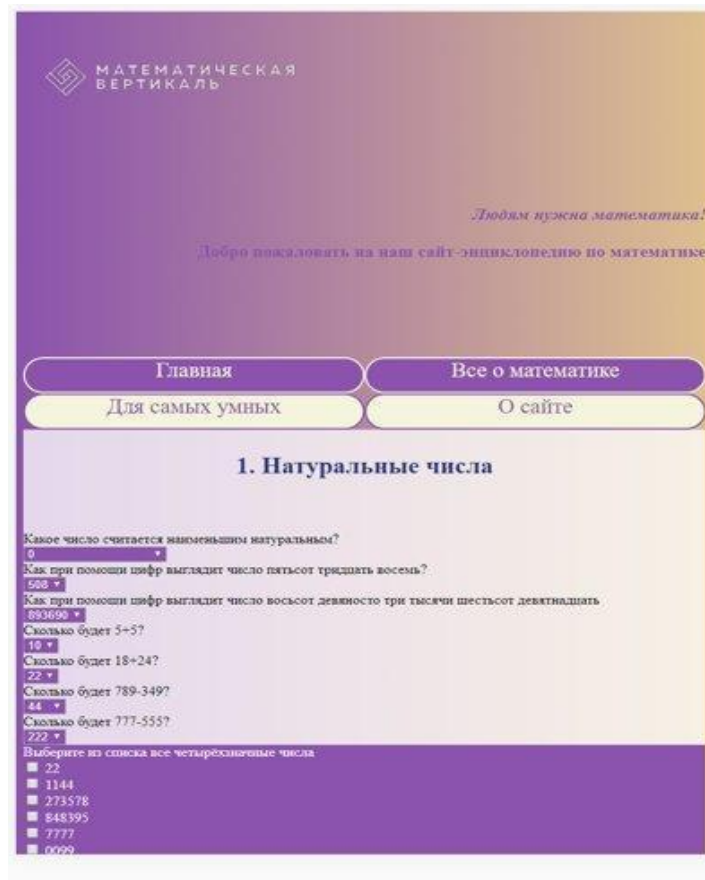 МАТЕМАТИЧЕСКАЯ
ВЕРТИКАЛЬ
Людям нужна математика!
Добро пожаловать на наш сайт-энциклопедию по математике
Главная
Все о математике
Для самых умных
О сайте
1. Натуральные числа
Какое число считается наименьшим натуральным?
0
Как при помощи цифр выглядит число пятьсот тридцать восемь?
508
Как при помощи цифр выглядит число восьсот девяносто три тысячи шестьсот девятнадцать
893690
Сколько будет 5+5?
10
Сколько будет 18+24?
22
Сколько будет 789-349?
44
Сколько будет 777-555?
222
Выберите из списка все четырёхзначные числа
22
1144
273578
848395
7777
0099